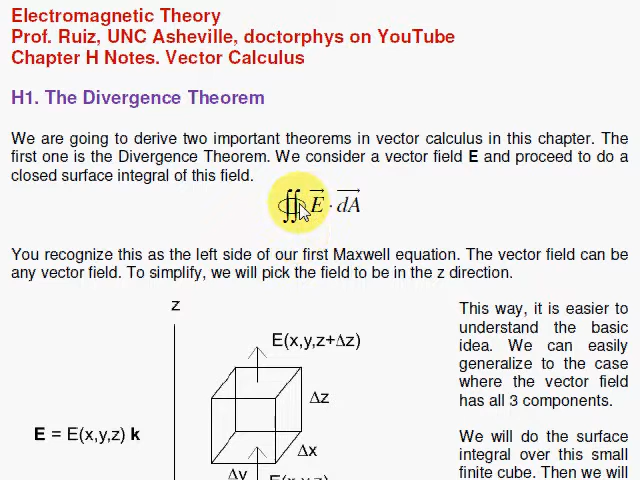 Electromagnetic Theory
Prof. Ruiz, UNC Asheville, doctorphys on YouTube
Chapter H Notes. Vector Calculus
H1. The Divergence Theorem
We are going to derive two important theorems in vector calculus in this chapter. The
first one is the Divergence Theorem. We consider a vector field E and proceed to do a
closed surface integral of this field.
∯ E⃗ · dA⃗
You recognize this as the left side of our first Maxwell equation. The vector field can be
any vector field. To simplify, we will pick the field to be in the z direction.
z
E(x,y,z+Δz)
Δz
E = E(x,y,z) k
Δx
Δy
E(x,y,z)
This way, it is easier to
understand the basic
idea. We can easily
generalize to the case
where the vector field
has all 3 components.
We will do the surface
integral over this small
finite cube. Then we will